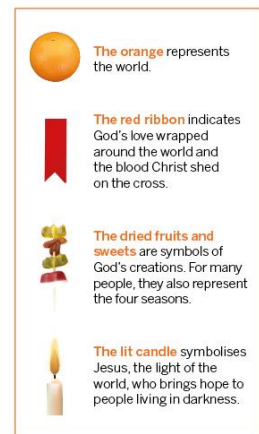 The orange represents
the world.
The red ribbon indicates
God's love wrapped
around the world and
the blood Christ shed
on the cross.
The dried fruits and
sweets are symbols of
God's creations. For many
people, they also represent
the four seasons.
The lit candle symbolises
Jesus, the light of the
world, who brings hope to
people living in darkness.